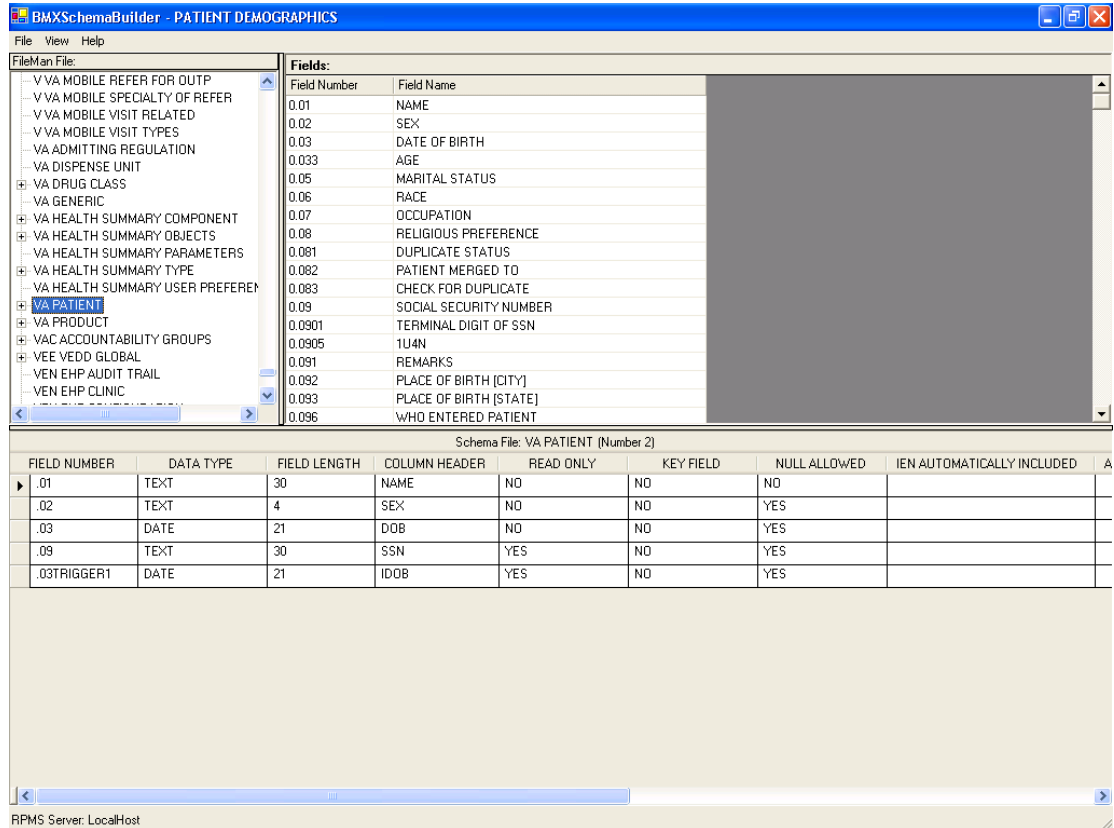 BMXSchemaBuilder - PATIENT DEMOGRAPHICS
File View Help
FileMan File:
V VA MOBILE REFER FOR OUTP
V VA MOBILE SPECIALTY OF REFER
V VA MOBILE VISIT RELATED
V VA MOBILE VISIT TYPES
VA ADMITTING REGULATION
VA DISPENSE UNIT
VA DRUG CLASS
VA GENERIC
VA HEALTH SUMMARY COMPONENT
VA HEALTH SUMMARY OBJECTS
VA HEALTH SUMMARY PARAMETERS
VA HEALTH SUMMARY TYPE
VA HEALTH SUMMARY USER PREFEREN
VA PATIENT
VA PRODUCT
VAC ACCOUNTABILITY GROUPS
VEE VEDD GLOBAL
VEN EHP AUDIT TRAIL
VEN EHP CLINIC
Fields:
Field Number Field Name
0.01 NAME
0.02 SEX
0.03 DATE OF BIRTH
0.033 AGE
0.05 MARITAL STATUS
0.06 RACE
0.07 OCCUPATION
0.08 RELIGIOUS PREFERENCE
0.081 DUPLICATE STATUS
0.082 PATIENT MERGED TO
0.083 CHECK FOR DUPLICATE
0.09 SOCIAL SECURITY NUMBER
0.0901 TERMINAL DIGIT OF SSN
0.0905 1U4N
0.091 REMARKS
0.092 PLACE OF BIRTH [CITY]
0.093 PLACE OF BIRTH [STATE]
0.096 WHO ENTERED PATIENT
Schema File: VA PATIENT (Number 2)
FIELD NUMBER DATA TYPE FIELD LENGTH COLUMN HEADER READ ONLY KEY FIELD NULL ALLOWED IEN AUTOMATICALLY INCLUDED A
.01 TEXT 30 NAME NO NO NO
.02 TEXT 4 SEX NO NO YES
.03 DATE 21 DOB NO NO YES
.09 TEXT 30 SSN YES NO YES
.03TRIGGER1 DATE 21 IDOB YES NO YES
RPMS Server: LocalHost